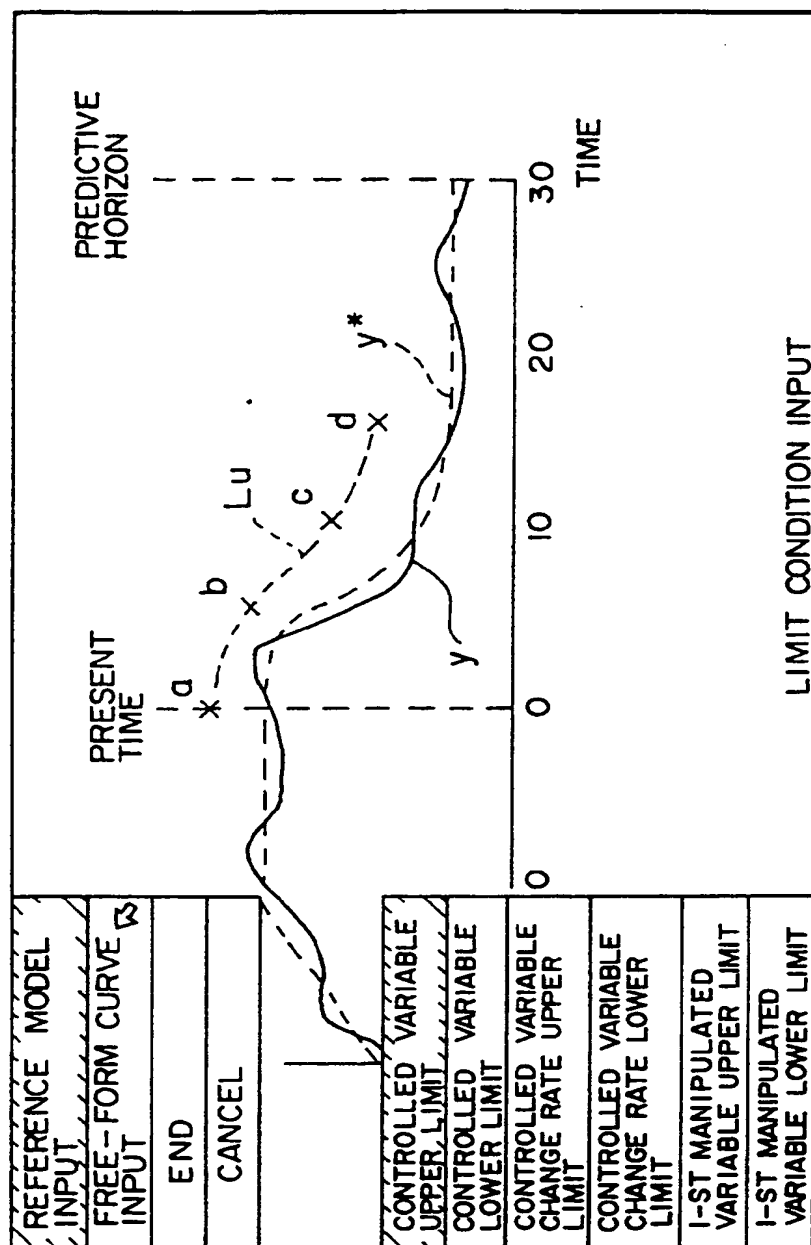 REFERENCE MODEL
INPUT
FREE-FORM CURVE
INPUT
END
CANCEL
CONTROLLED VARIABLE
UPPER LIMIT
CONTROLLED VARIABLE
LOWER LIMIT
CONTROLLED VARIABLE
CHANGE RATE UPPER
LIMIT
CONTROLLED VARIABLE
CHANGE RATE LOWER
LIMIT
I-ST MANIPULATED
VARIABLE UPPER LIMIT
I-ST MANIPULATED
VARIABLE LOWER LIMIT
PRESENT
TIME
PREDICTIVE
HORIZON
a
b
Lu
c
d
y*
y
0
0
10
20
30
TIME
LIMIT CONDITION INPUT